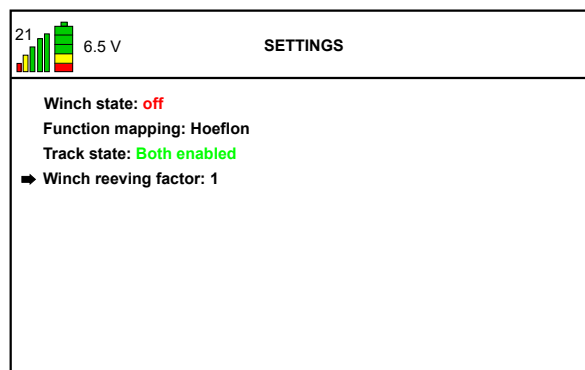 21
6.5 V
SETTINGS
Winch state: off
Function mapping: Hoeflon
Track state: Both enabled
Winch reeving factor: 1